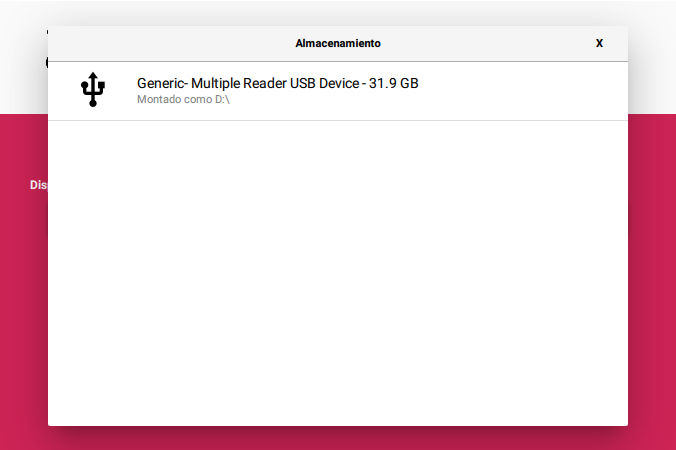 Almacenamiento X
Generic- Multiple Reader USB Device - 31.9 GB
Montado como D:\